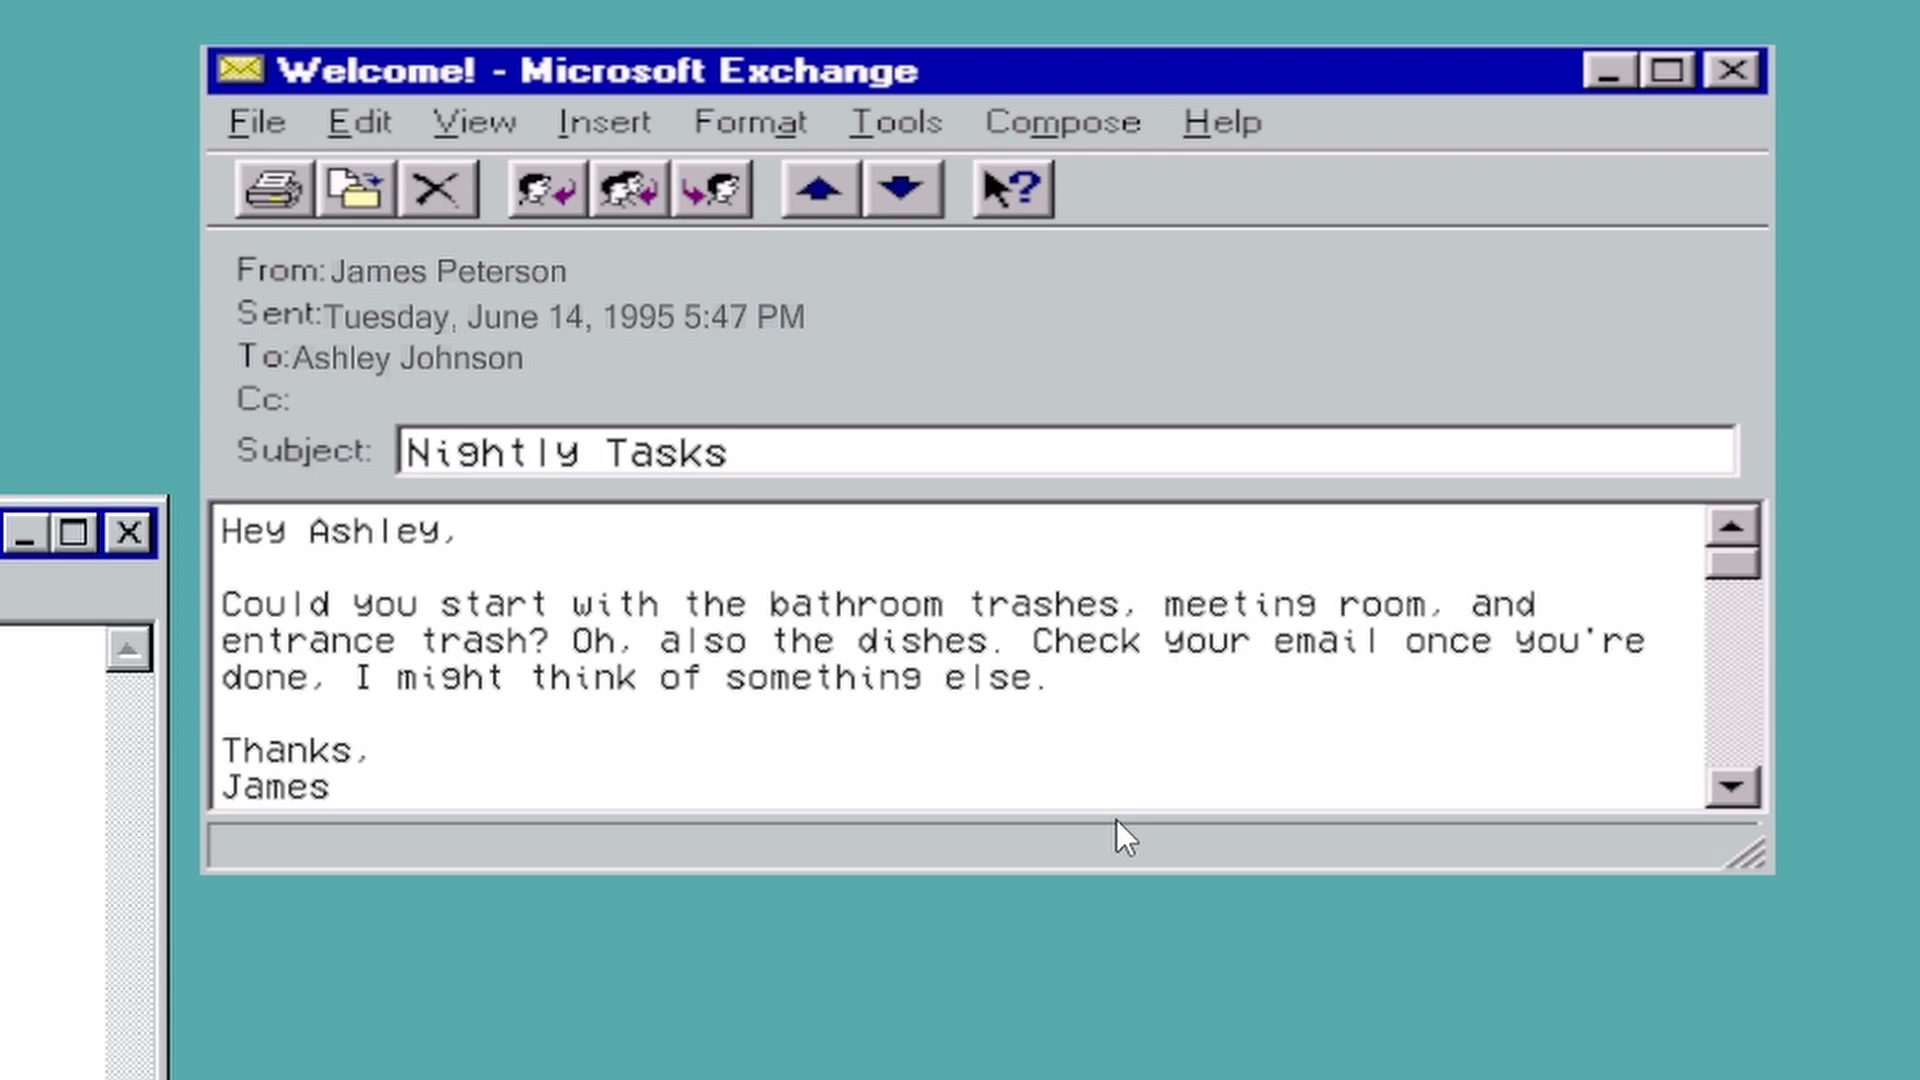 Welcome! - Microsoft Exchange
File Edit View Insert Format Tools Compose Help
From: James Peterson
Sent: Tuesday, June 14, 1995 5:47 PM
To: Ashley Johnson
Cc:
Subject: Nightly Tasks
Hey Ashley,
Could you start with the bathroom trashes, meeting room, and
entrance trash? Oh, also the dishes. Check your email once you're
done, I might think of something else.
Thanks,
James